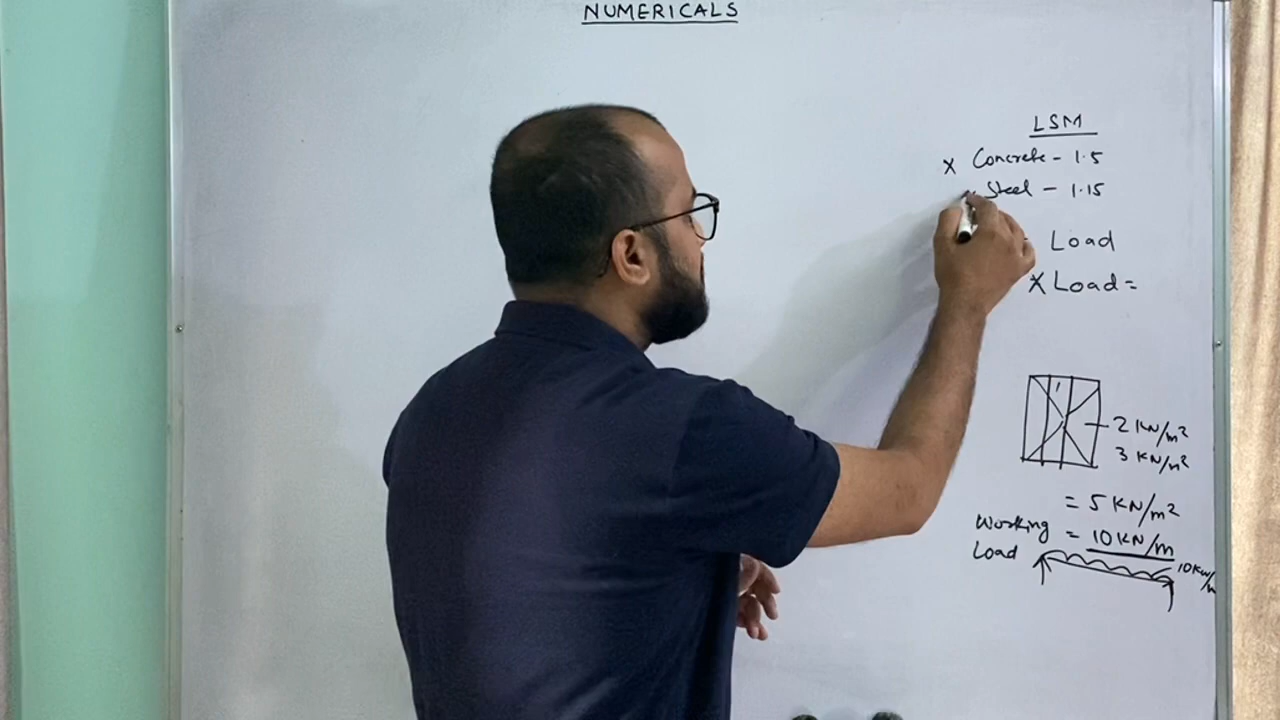 NUMERICALS
LSM
X Concrete - 1.5
Steel - 1.15
Load
X Load =
2 KN/m²
3 KN/m²
= 5 KN/m²
Working = 10 KN/m
Load
10 KN/m